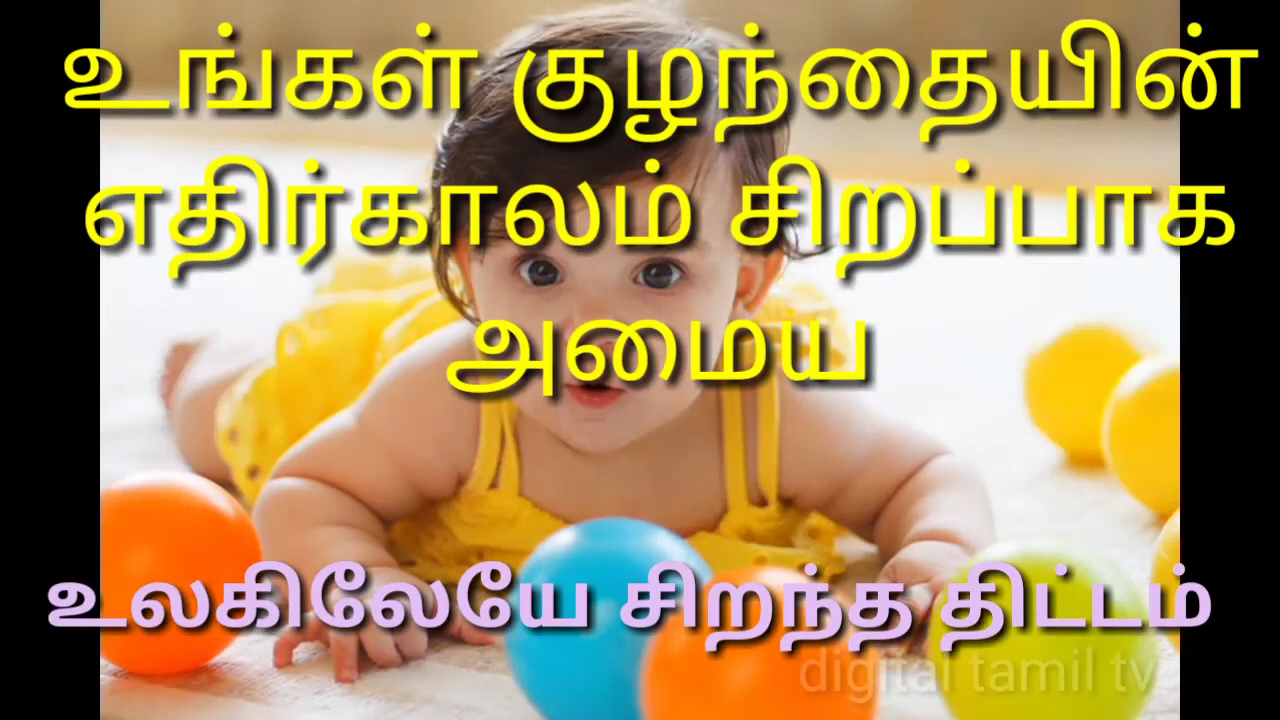 உங்கள் குழந்தையின்
எதிர்காலம் சிறப்பாக
அமைய
உலகிலேயே சிறந்த திட்டம்
digital tamil tv